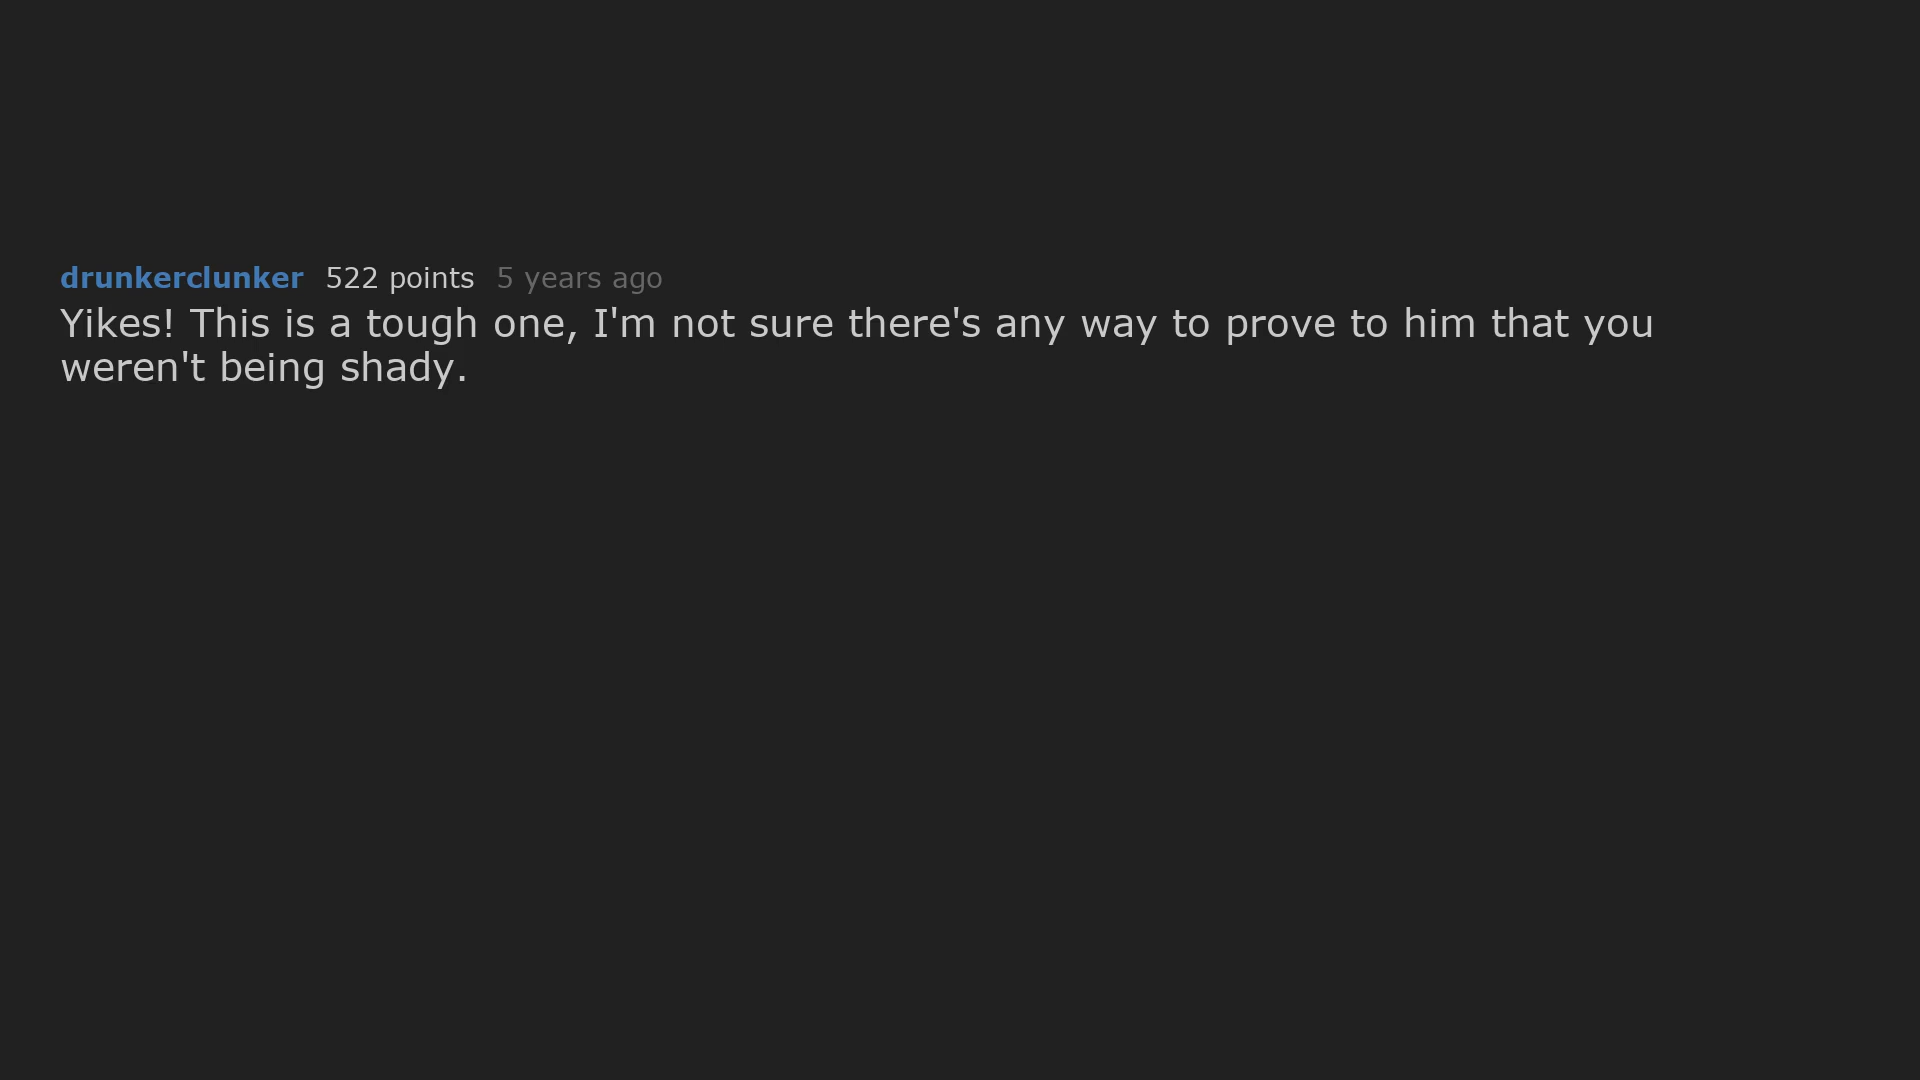 drunkerclunker 522 points 5 years ago
Yikes! This is a tough one, I'm not sure there's any way to prove to him that you
weren't being shady.